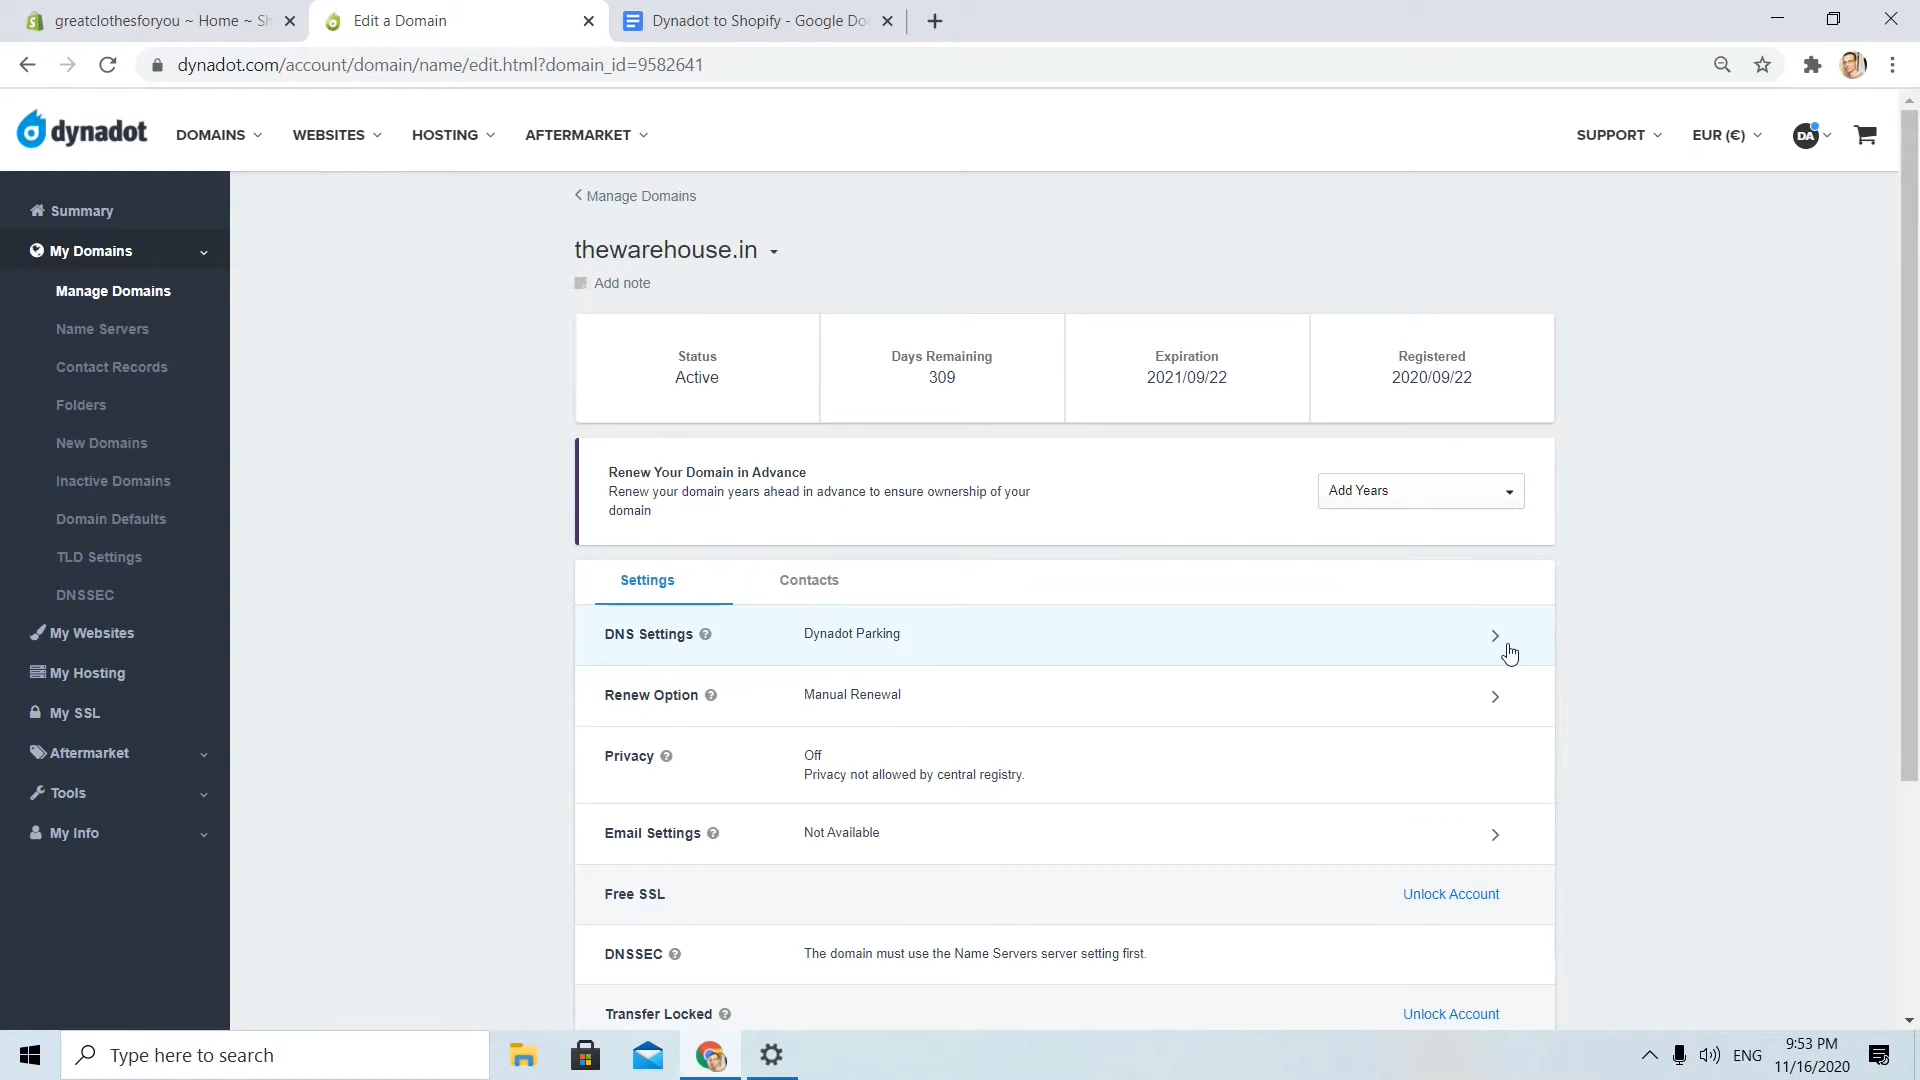 greatclothesforyou ~ Home ~ Sh
Edit a Domain
Dynadot to Shopify - Google Doc
dynadot.com/account/domain/name/edit.html?domain_id=9582641
dynadot
DOMAINS
WEBSITES
HOSTING
AFTERMARKET
SUPPORT
EUR (€)
DA
Summary
My Domains
Manage Domains
Name Servers
Contact Records
Folders
New Domains
Inactive Domains
Domain Defaults
TLD Settings
DNSSEC
My Websites
My Hosting
My SSL
Aftermarket
Tools
My Info
Manage Domains
thewarehouse.in
Add note
Status
Active
Days Remaining
309
Expiration
2021/09/22
Registered
2020/09/22
Renew Your Domain in Advance
Renew your domain years ahead in advance to ensure ownership of your
domain
Add Years
Settings
Contacts
DNS Settings
Dynadot Parking
Renew Option
Manual Renewal
Privacy
Off
Privacy not allowed by central registry.
Email Settings
Not Available
Free SSL
Unlock Account
DNSSEC
The domain must use the Name Servers server setting first.
Transfer Locked
Unlock Account
Type here to search
ENG
9:53 PM
11/16/2020